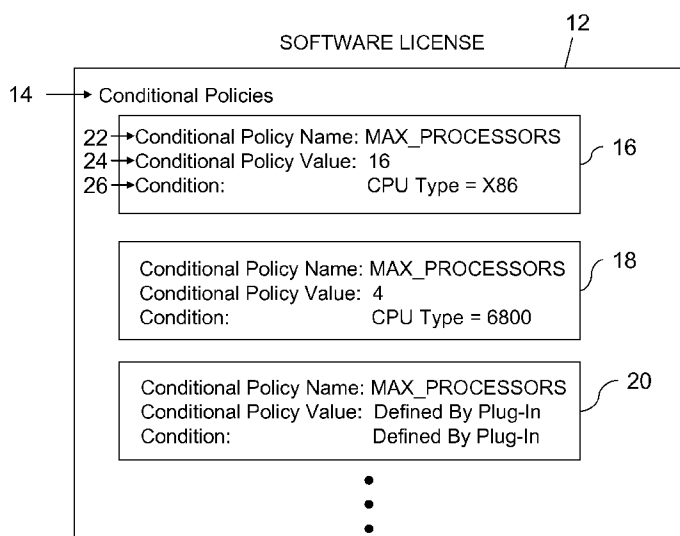 12
SOFTWARE LICENSE
14 Conditional Policies
22 Conditional Policy Name: MAX_PROCESSORS
24 Conditional Policy Value: 16
16
26 Condition: CPU Type = X86
Conditional Policy Name: MAX_PROCESSORS
18
Conditional Policy Value: 4
Condition: CPU Type = 6800
Conditional Policy Name: MAX_PROCESSORS
20
Conditional Policy Value: Defined By Plug-In
Condition: Defined By Plug-In